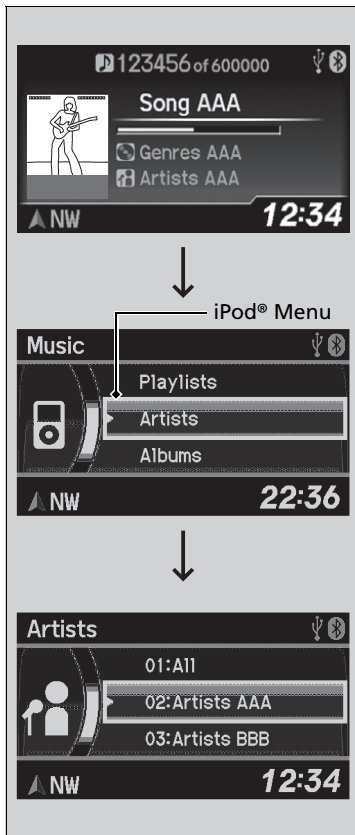 123456 of 600000
Song AAA
Genres AAA
Artists AAA
NW
12:34
iPod® Menu
Music
Playlists
Artists
Albums
NW
22:36
Artists
01:All
02:Artists AAA
03:Artists BBB
NW
12:34